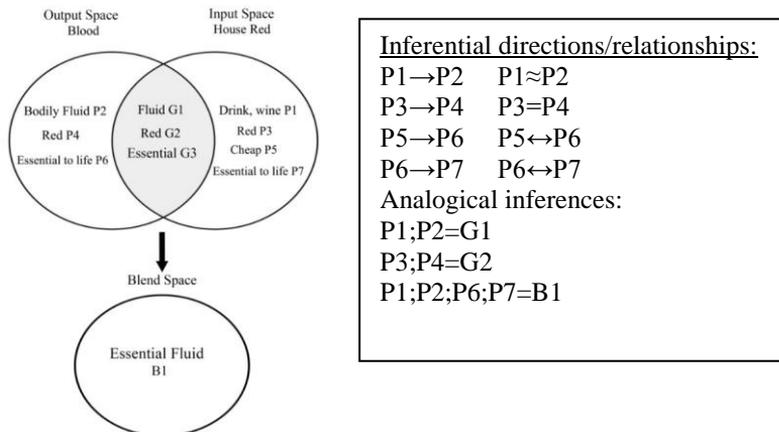 Output Space
Blood
Input Space
House Red
Bodily Fluid P2
Red P4
Essential to life P6
Fluid G1
Red G2
Essential G3
Drink, wine P1
Red P3
Cheap P5
Essential to life P7
Blend Space
Essential Fluid
B1
Inferential directions/relationships:
P1→P2 P1≈P2
P3→P4 P3=P4
P5→P6 P5↔P6
P6→P7 P6↔P7
Analogical inferences:
P1;P2=G1
P3;P4=G2
P1;P2;P6;P7=B1